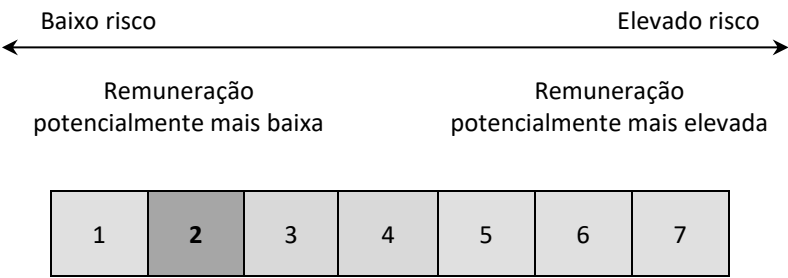 Baixo risco Elevado risco
Remuneração Remuneração
potencialmente mais baixa potencialmente mais elevada
1 2 3 4 5 6 7